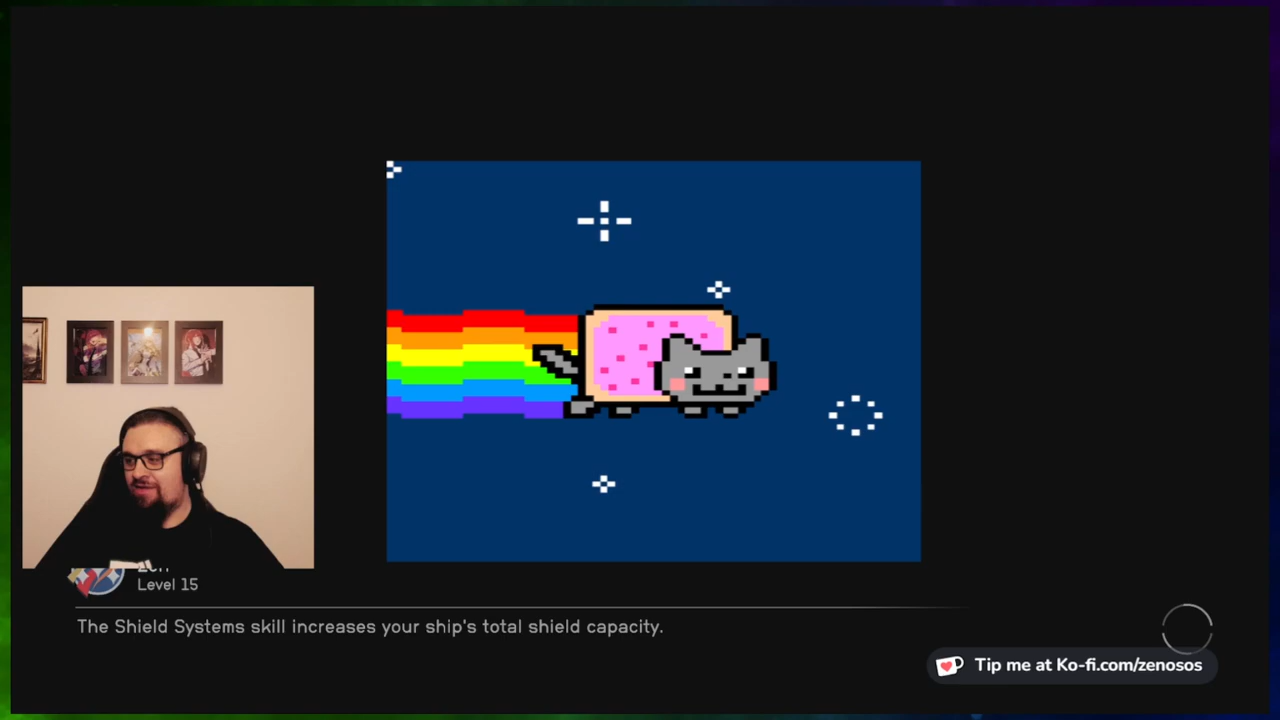 Zen
Level 15
The Shield Systems skill increases your ship's total shield capacity.
Tip me at Ko-fi.com/zenosos